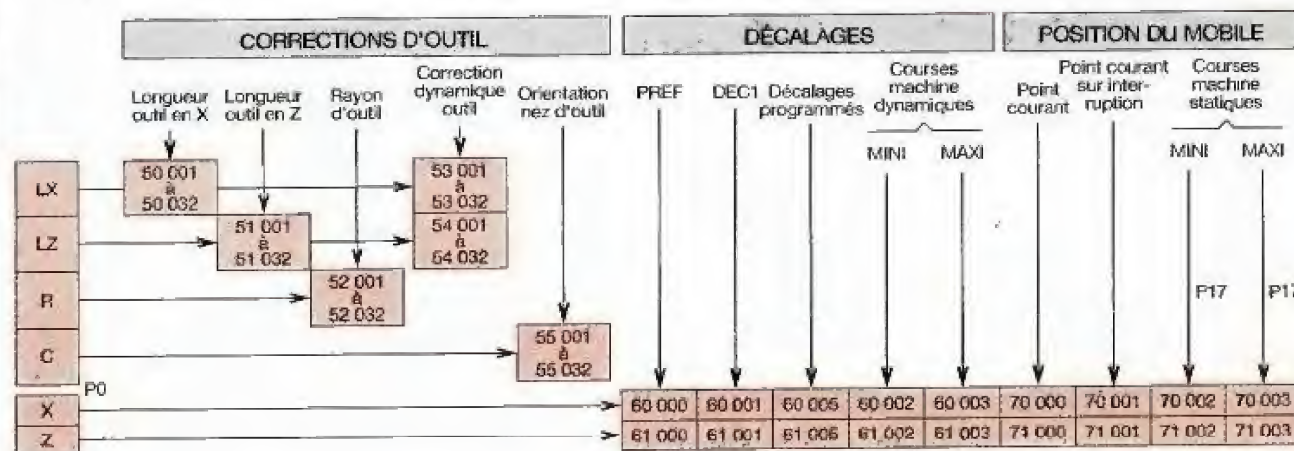 CORRECTIONS D'OUTIL
DÉCALAGES
POSITION DU MOBILE
Longueur outil en X
Longueur outil en Z
Rayon d'outil
Correction dynamique outil
Orientation nez d'outil
PREF
DEC1
Décalages programmés
Courses machine dynamiques
MINI
MAXI
Point courant
Point courant sur inter-ruption
Courses machine statiques
MINI
MAXI
LX
50 001 à 50 032
53 001 à 53 032
LZ
51 001 à 51 032
54 001 à 54 032
R
52 001 à 52 032
P17
P17
C
55 001 à 55 032
P0
X
60 000 60 001 60 005 60 002 60 003 70 000 70 001 70 002 70 003
Z
61 000 61 001 61 005 61 002 61 003 71 000 71 001 71 002 71 003